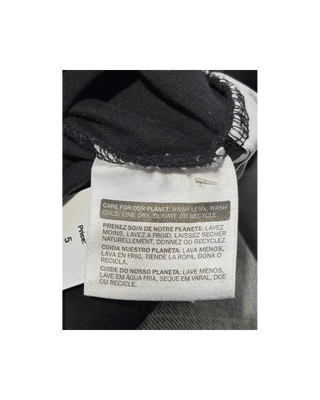 CARE FOR OUR PLANET: WASH LESS, WASH
COLD, LINE DRY, DONATE OR RECYCLE.
PRENEZ SOIN DE NOTRE PLANETE: LAVEZ
MOINS, LAVEZ A FROID, LAISSEZ SECHER
NATURELLEMENT, DONNEZ OU RECYCLEZ
CUIDA NUESTRO PLANETA: LAVA MENOS,
LAVA EN FRIO, TIENDE LA ROPA, DONA O
RECICLA.
CUIDE DO NOSSO PLANETA: LAVE MENOS,
LAVE EM ÁGUA FRIA, SEQUE EM VARAL, DOE
OU RECICLE.
Price:
5